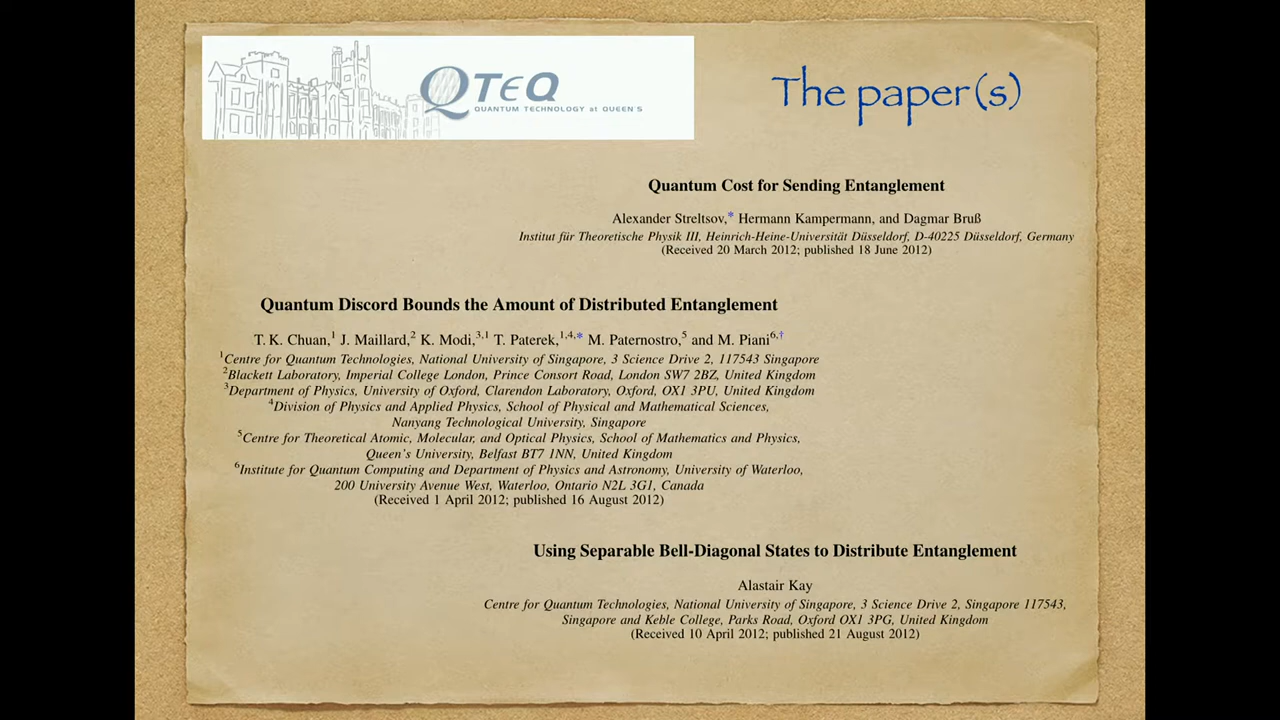 QTEQ
QUANTUM TECHNOLOGY at QUEEN'S
The paper(s)
Quantum Cost for Sending Entanglement
Alexander Streltsov,* Hermann Kampermann, and Dagmar Bruß
Institut für Theoretische Physik III, Heinrich-Heine-Universität Düsseldorf, D-40225 Düsseldorf, Germany
(Received 20 March 2012; published 18 June 2012)
Quantum Discord Bounds the Amount of Distributed Entanglement
T. K. Chuan,1 J. Maillard,2 K. Modi,3,1 T. Paterek,1,4,* M. Paternostro,5 and M. Piani6,†
1Centre for Quantum Technologies, National University of Singapore, 3 Science Drive 2, 117543 Singapore
2Blackett Laboratory, Imperial College London, Prince Consort Road, London SW7 2BZ, United Kingdom
3Department of Physics, University of Oxford, Clarendon Laboratory, Oxford, OX1 3PU, United Kingdom
4Division of Physics and Applied Physics, School of Physical and Mathematical Sciences,
Nanyang Technological University, Singapore
5Centre for Theoretical Atomic, Molecular, and Optical Physics, School of Mathematics and Physics,
Queen's University, Belfast BT7 1NN, United Kingdom
6Institute for Quantum Computing and Department of Physics and Astronomy, University of Waterloo,
200 University Avenue West, Waterloo, Ontario N2L 3G1, Canada
(Received 1 April 2012; published 16 August 2012)
Using Separable Bell-Diagonal States to Distribute Entanglement
Alastair Kay
Centre for Quantum Technologies, National University of Singapore, 3 Science Drive 2, Singapore 117543,
Singapore and Keble College, Parks Road, Oxford OX1 3PG, United Kingdom
(Received 10 April 2012; published 21 August 2012)